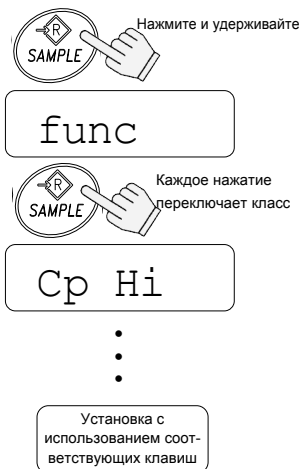 Нажмите и удерживайте
R
SAMPLE
func
Каждое нажатие
переключает класс
R
SAMPLE
Cp Hi
Установка с
использованием соот-
ветствующих клавиш